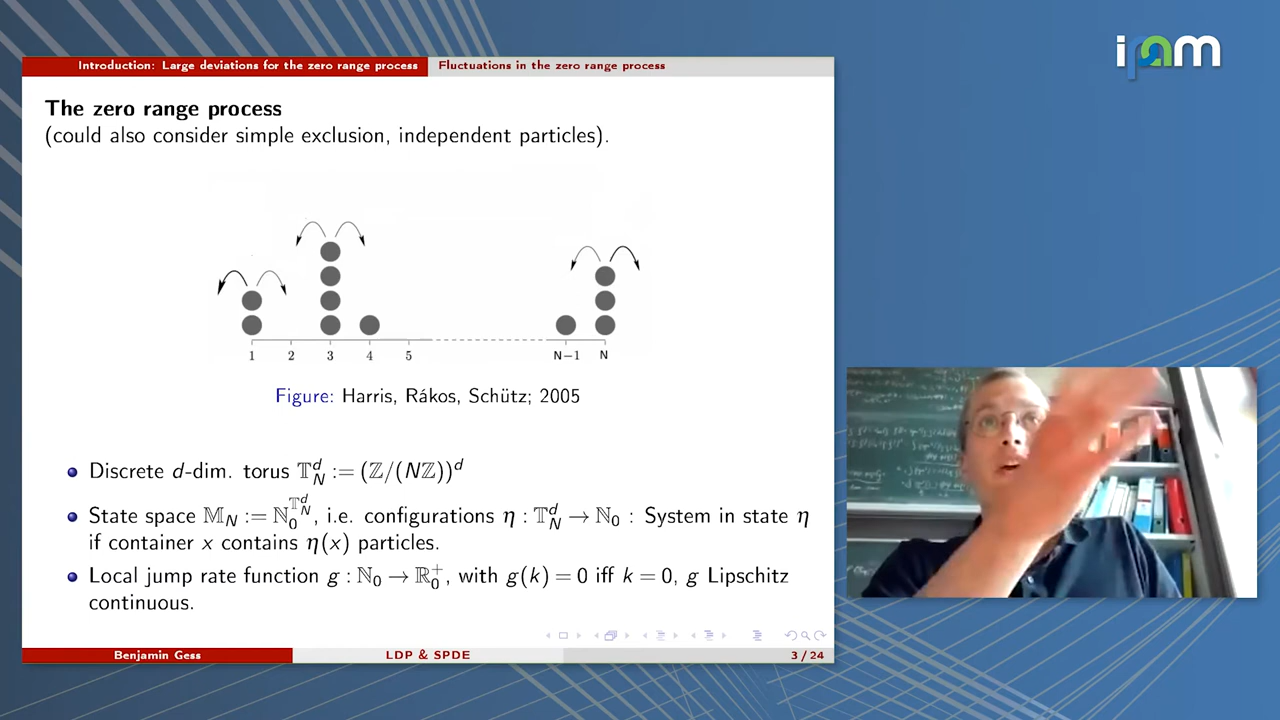 ipam
Introduction: Large deviations for the zero range process Fluctuations in the zero range process
The zero range process
(could also consider simple exclusion, independent particles).
1 2 3 4 5 N−1 N
Figure: Harris, Rákos, Schütz; 2005
Discrete d-dim. torus 𝕋_N^d := (ℤ/(Nℤ))^d
State space 𝕄_N := ℕ_0^{𝕋_N^d}, i.e. configurations η : 𝕋_N^d → ℕ_0 : System in state η
if container x contains η(x) particles.
Local jump rate function g : ℕ_0 → ℝ_0^+, with g(k) = 0 iff k = 0, g Lipschitz
continuous.
Benjamin Gess LDP & SPDE 3 / 24